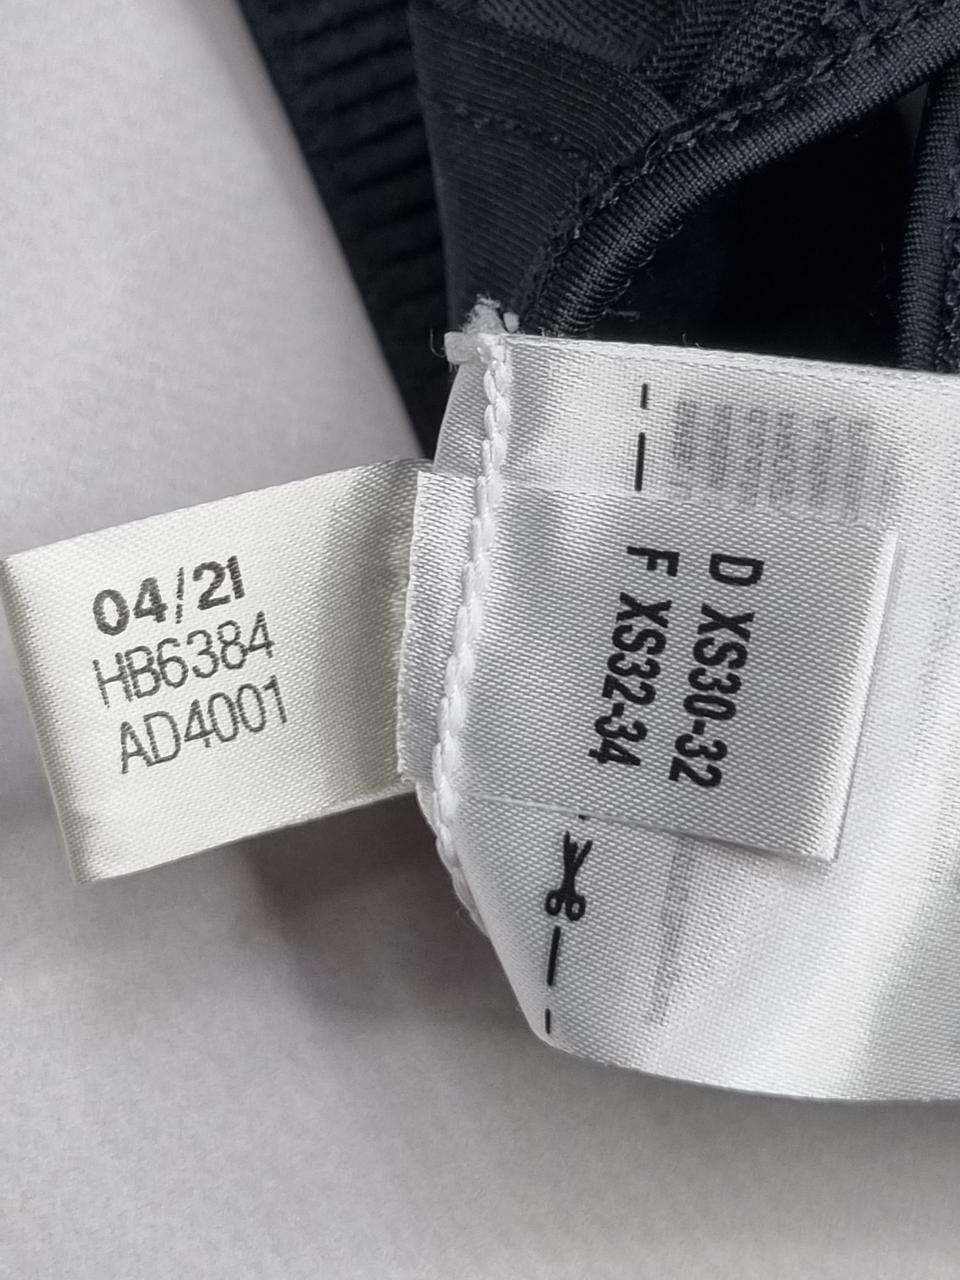 04/21
HB6384
AD4001
D XS30-32
F XS32-34